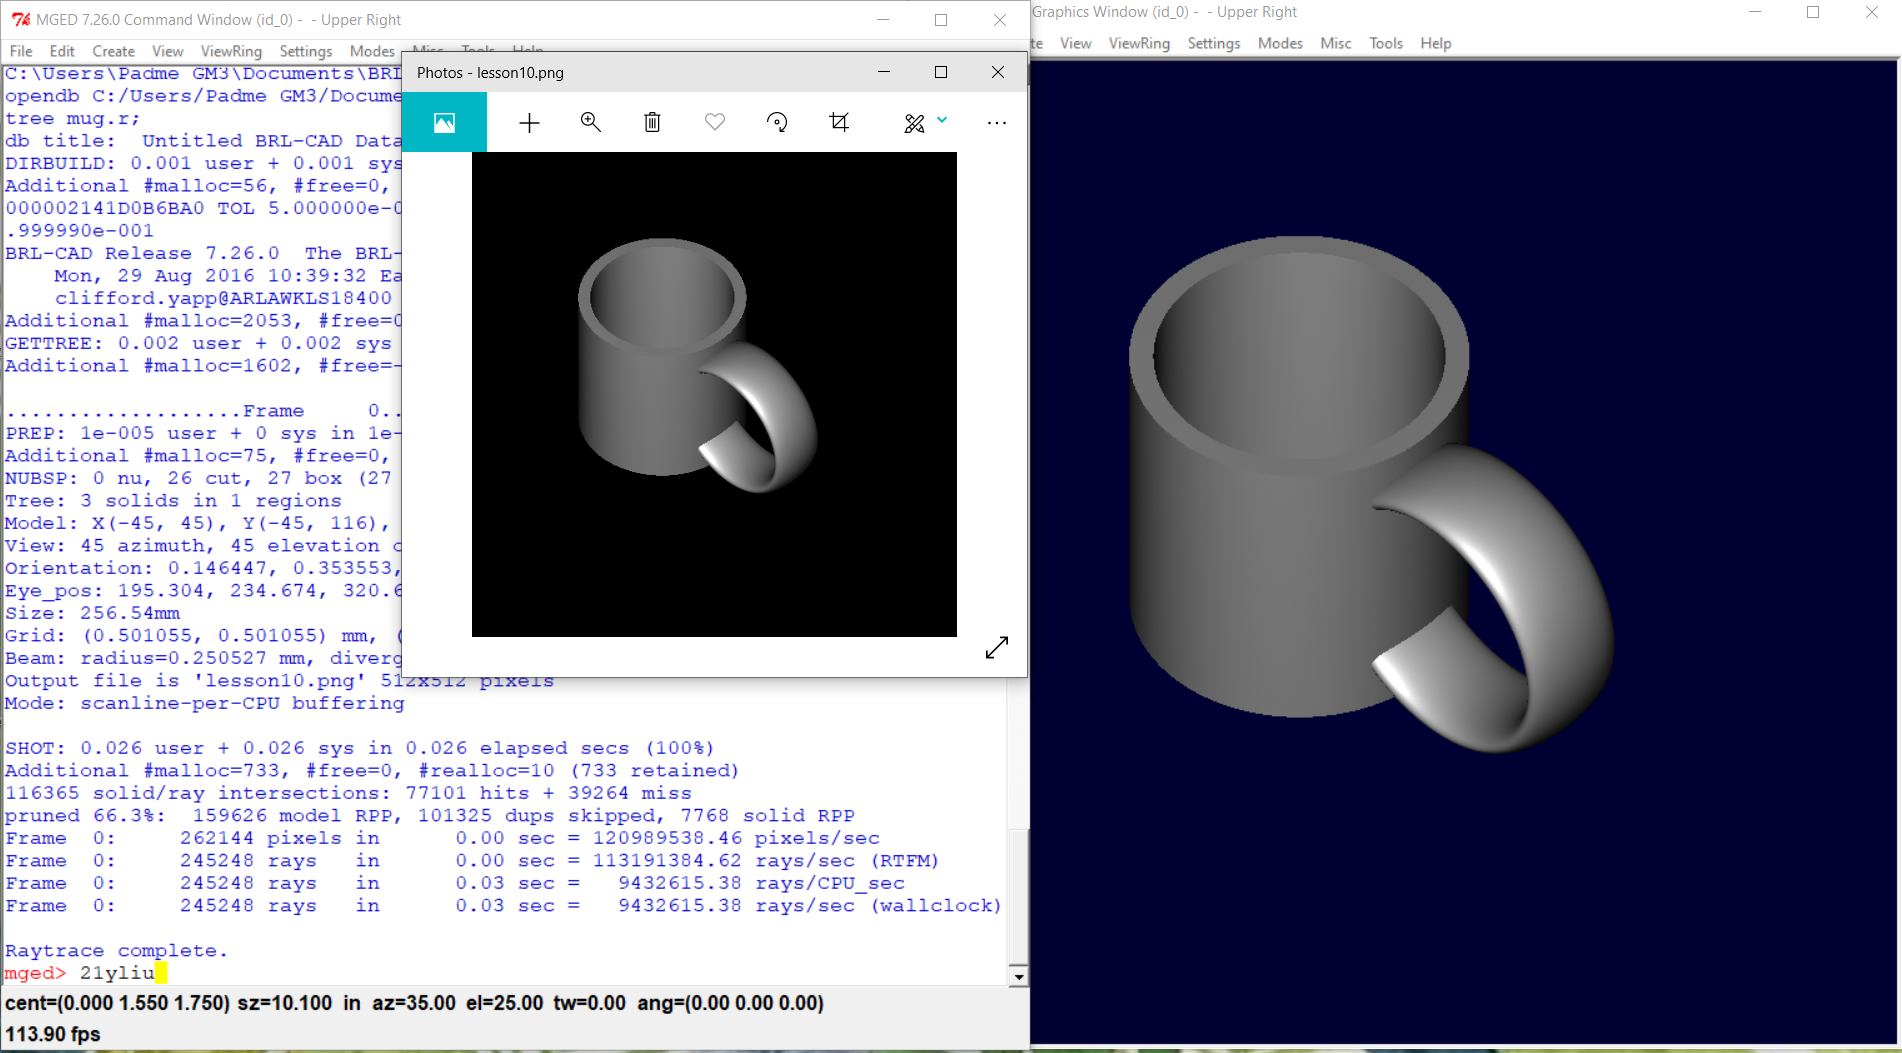 MGED 7.26.0 Command Window (id_0) -  - Upper Right
File Edit Create View ViewRing Settings Modes Misc Tools Help
C:\Users\Padme GM3\Documents\BRL
opendb C:/Users/Padme GM3/Docume
tree mug.r;
db title:  Untitled BRL-CAD Data
DIRBUILD: 0.001 user + 0.001 sys
Additional #malloc=56, #free=0,
000002141D0B6BA0 TOL 5.000000e-0
.999990e-001
BRL-CAD Release 7.26.0  The BRL-
Mon, 29 Aug 2016 10:39:32 Ea
clifford.yapp@ARLAWKLS18400
Additional #malloc=2053, #free=0
GETTREE: 0.002 user + 0.002 sys
Additional #malloc=1602, #free=-
...................Frame     0..
PREP: 1e-005 user + 0 sys in 1e-
Additional #malloc=75, #free=0,
NUBSP: 0 nu, 26 cut, 27 box (27
Tree: 3 solids in 1 regions
Model: X(-45, 45), Y(-45, 116),
View: 45 azimuth, 45 elevation o
Orientation: 0.146447, 0.353553,
Eye_pos: 195.304, 234.674, 320.6
Size: 256.54mm
Grid: (0.501055, 0.501055) mm, (
Beam: radius=0.250527 mm, diverg
Output file is 'lesson10.png' 512x512 pixels
Mode: scanline-per-CPU buffering
SHOT: 0.026 user + 0.026 sys in 0.026 elapsed secs (100%)
Additional #malloc=733, #free=0, #realloc=10 (733 retained)
116365 solid/ray intersections: 77101 hits + 39264 miss
pruned 66.3%:  159626 model RPP, 101325 dups skipped, 7768 solid RPP
Frame  0:     262144 pixels in      0.00 sec = 120989538.46 pixels/sec
Frame  0:     245248 rays   in      0.00 sec = 113191384.62 rays/sec (RTFM)
Frame  0:     245248 rays   in      0.03 sec =   9432615.38 rays/CPU_sec
Frame  0:     245248 rays   in      0.03 sec =   9432615.38 rays/sec (wallclock)
Raytrace complete.
mged> 21yliu
cent=(0.000 1.550 1.750) sz=10.100  in  az=35.00  el=25.00  tw=0.00  ang=(0.00 0.00 0.00)
113.90 fps
Photos - lesson10.png
Graphics Window (id_0) -  - Upper Right
te View ViewRing Settings Modes Misc Tools Help